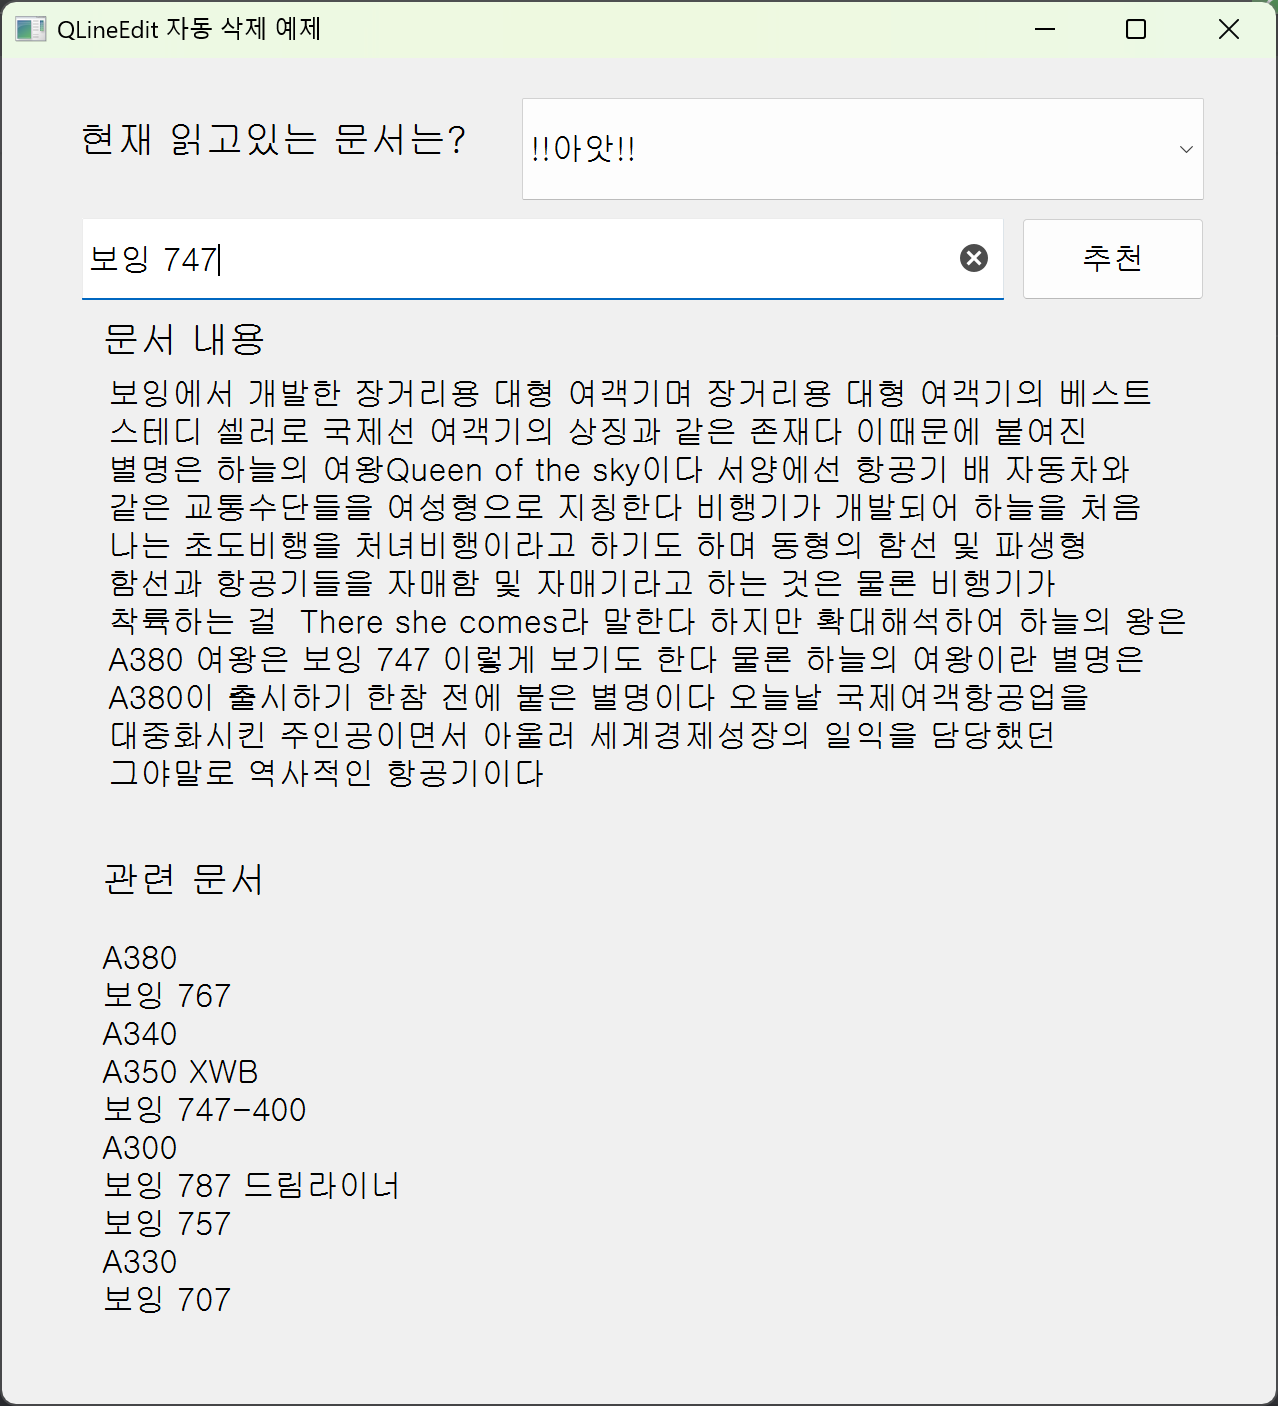 QLineEdit 자동 삭제 예제
현재 읽고있는 문서는?
!!아앗!!
보잉 747
추천
문서 내용
보잉에서 개발한 장거리용 대형 여객기며 장거리용 대형 여객기의 베스트
스테디 셀러로 국제선 여객기의 상징과 같은 존재다 이때문에 붙여진
별명은 하늘의 여왕Queen of the sky이다 서양에선 항공기 배 자동차와
같은 교통수단들을 여성형으로 지칭한다 비행기가 개발되어 하늘을 처음
나는 초도비행을 처녀비행이라고 하기도 하며 동형의 함선 및 파생형
함선과 항공기들을 자매함 및 자매기라고 하는 것은 물론 비행기가
착륙하는 걸  There she comes라 말한다 하지만 확대해석하여 하늘의 왕은
A380 여왕은 보잉 747 이렇게 보기도 한다 물론 하늘의 여왕이란 별명은
A380이 출시하기 한참 전에 붙은 별명이다 오늘날 국제여객항공업을
대중화시킨 주인공이면서 아울러 세계경제성장의 일익을 담당했던
그야말로 역사적인 항공기이다
관련 문서
A380
보잉 767
A340
A350 XWB
보잉 747-400
A300
보잉 787 드림라이너
보잉 757
A330
보잉 707